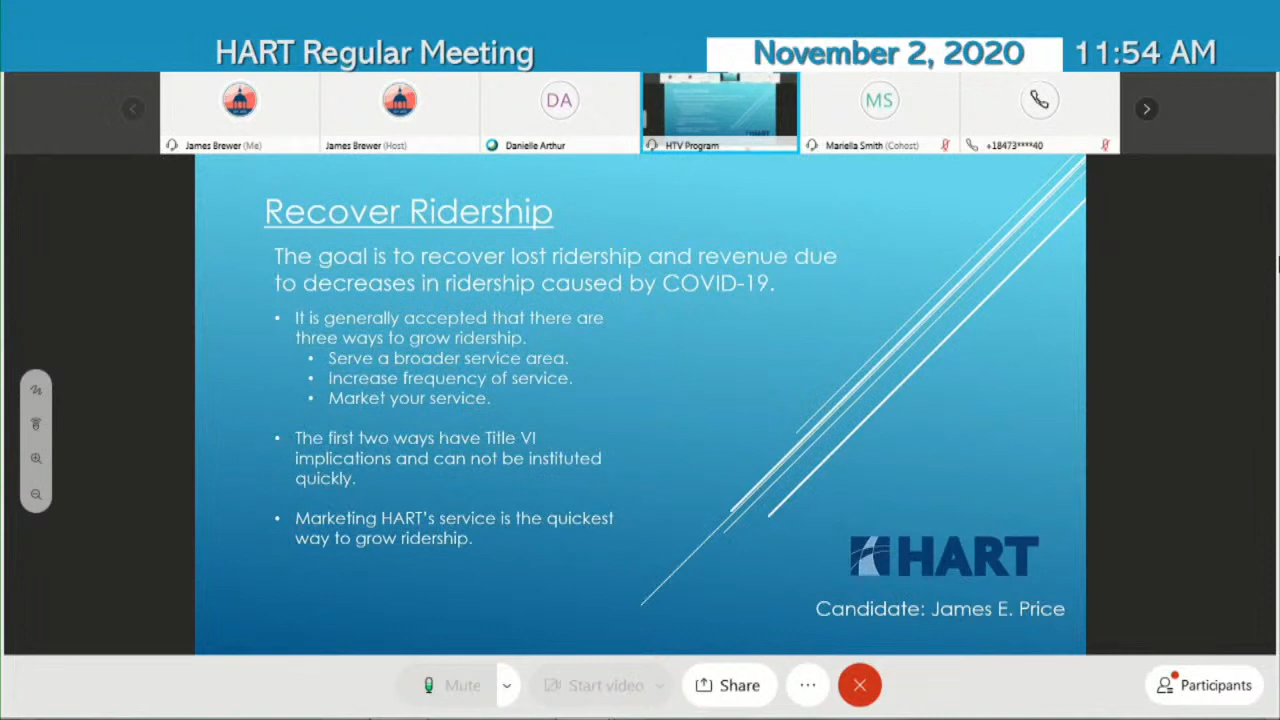 HART Regular Meeting
November 2, 2020
11:54 AM
DA
MS
James Brewer (Me)
James Brewer (Host)
Danielle Arthur
HTV Program
Mariella Smith (Cohost)
+18473****40
Recover Ridership
The goal is to recover lost ridership and revenue due
to decreases in ridership caused by COVID-19.
• It is generally accepted that there are
three ways to grow ridership.
• Serve a broader service area.
• Increase frequency of service.
• Market your service.
• The first two ways have Title VI
implications and can not be instituted
quickly.
• Marketing HART's service is the quickest
way to grow ridership.
HART
Candidate: James E. Price
Mute
Start video
Share
Participants